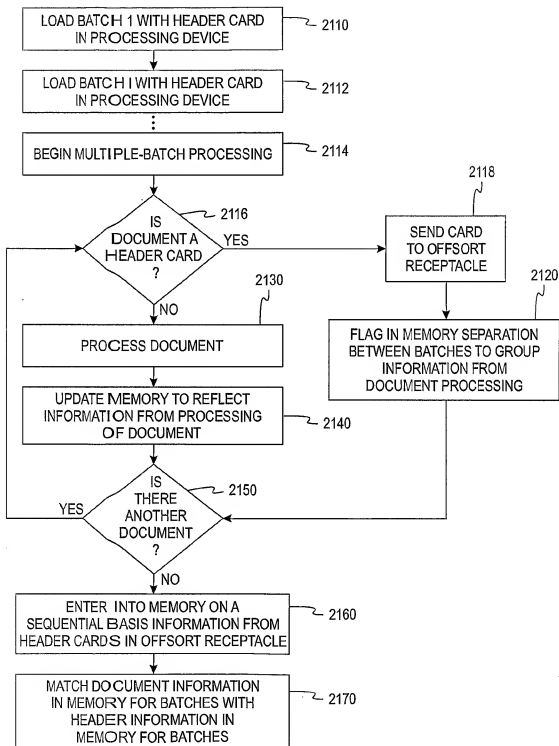 LOAD BATCH 1 WITH HEADER CARD
IN PROCESSING DEVICE
2110
LOAD BATCH I WITH HEADER CARD
IN PROCESSING DEVICE
2112
BEGIN MULTIPLE-BATCH PROCESSING
2114
IS
DOCUMENT A
HEADER CARD
?
2116
YES
NO
SEND CARD
TO OFFSORT
RECEPTACLE
2118
FLAG IN MEMORY SEPARATION
BETWEEN BATCHES TO GROUP
INFORMATION FROM
DOCUMENT PROCESSING
2120
PROCESS DOCUMENT
2130
UPDATE MEMORY TO REFLECT
INFORMATION FROM PROCESSING
OF DOCUMENT
2140
IS
THERE
ANOTHER
DOCUMENT
?
2150
YES
NO
ENTER INTO MEMORY ON A
SEQUENTIAL BASIS INFORMATION FROM
HEADER CARDS IN OFFSORT RECEPTACLE
2160
MATCH DOCUMENT INFORMATION
IN MEMORY FOR BATCHES WITH
HEADER INFORMATION IN
MEMORY FOR BATCHES
2170